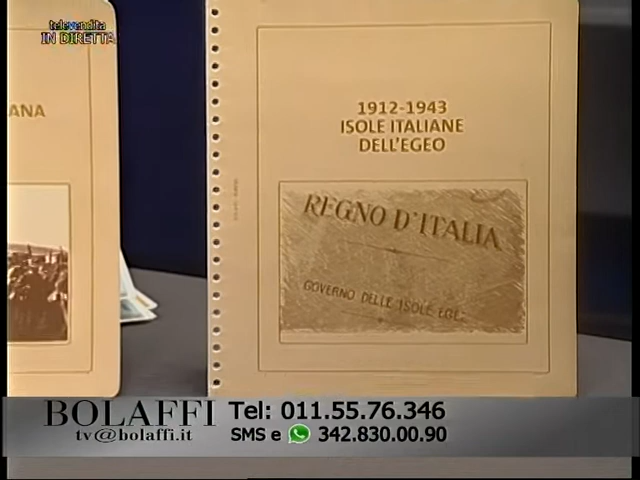 televendita
IN DIRETTA
ANA
1912-1943
ISOLE ITALIANE
DELL'EGEO
REGNO D'ITALIA
GOVERNO DELLE ISOLE EGEE
BOLAFFI
tv@bolaffi.it
Tel: 011.55.76.346
SMS e 342.830.00.90